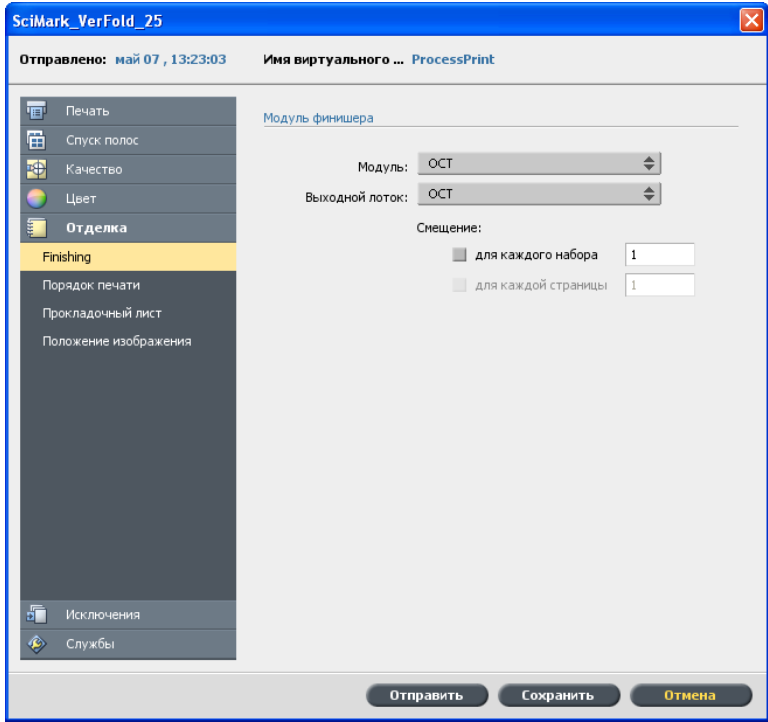 SciMark_VerFold_25
Отправлено: май 07 , 13:23:03 Имя виртуального ... ProcessPrint
Печать
Спуск полос
Качество
Цвет
Отделка
Finishing
Порядок печати
Прокладочный лист
Положение изображения
Исключения
Службы
Модуль финишера
Модуль: OCT
Выходной лоток: OCT
Смещение:
для каждого набора 1
для каждой страницы 1
Отправить Сохранить Отмена